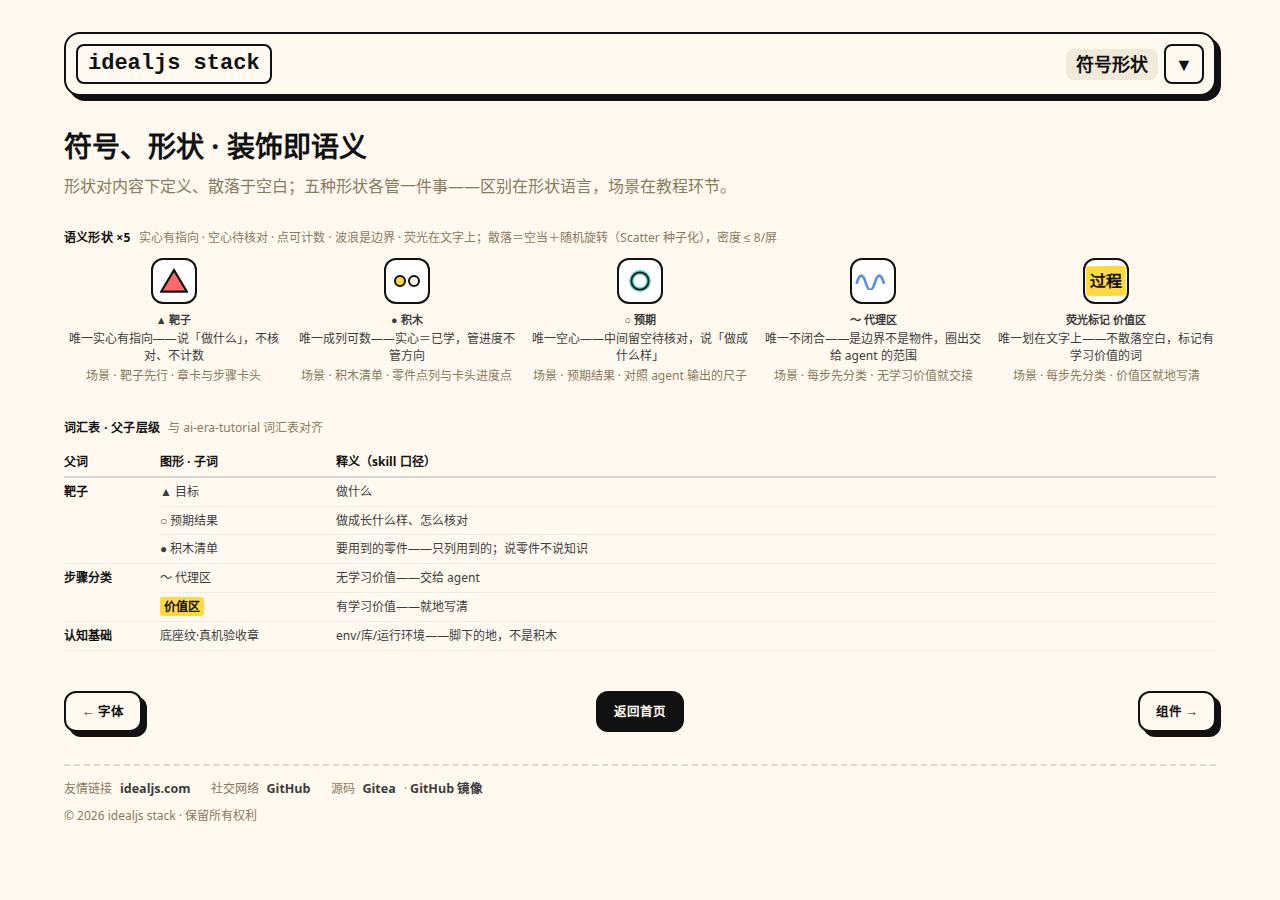 idealjs stack
符号形状 ▼
符号、形状 · 装饰即语义
形状对内容下定义、散落于空白；五种形状各管一件事——区别在形状语言，场景在教程环节。
语义形状 ×5 实心有指向 · 空心待核对 · 点可计数 · 波浪是边界 · 荧光在文字上；散落＝空当＋随机旋转（Scatter 种子化），密度 ≤ 8/屏
过程
▲ 靶子
唯一实心有指向——说「做什么」，不核
对、不计数
场景 · 靶子先行 · 章卡与步骤卡头
● 积木
唯一成列可数——实心＝已学，管进度不
管方向
场景 · 积木清单 · 零件点列与卡头进度点
○ 预期
唯一空心——中间留空待核对，说「做成
什么样」
场景 · 预期结果 · 对照 agent 输出的尺子
～ 代理区
唯一不闭合——是边界不是物件，圈出交
给 agent 的范围
场景 · 每步先分类 · 无学习价值就交接
荧光标记 价值区
唯一划在文字上——不散落空白，标记有
学习价值的词
场景 · 每步先分类 · 价值区就地写清
词汇表 · 父子层级 与 ai-era-tutorial 词汇表对齐
父词 图形 · 子词 释义（skill 口径）
靶子 ▲ 目标 做什么
○ 预期结果 做成长什么样、怎么核对
● 积木清单 要用到的零件——只列用到的；说零件不说知识
步骤分类 ～ 代理区 无学习价值——交给 agent
价值区 有学习价值——就地写清
认知基础 底座纹·真机验收章 env/库/运行环境——脚下的地，不是积木
← 字体 返回首页 组件 →
友情链接 idealjs.com 社交网络 GitHub 源码 Gitea · GitHub 镜像
© 2026 idealjs stack · 保留所有权利